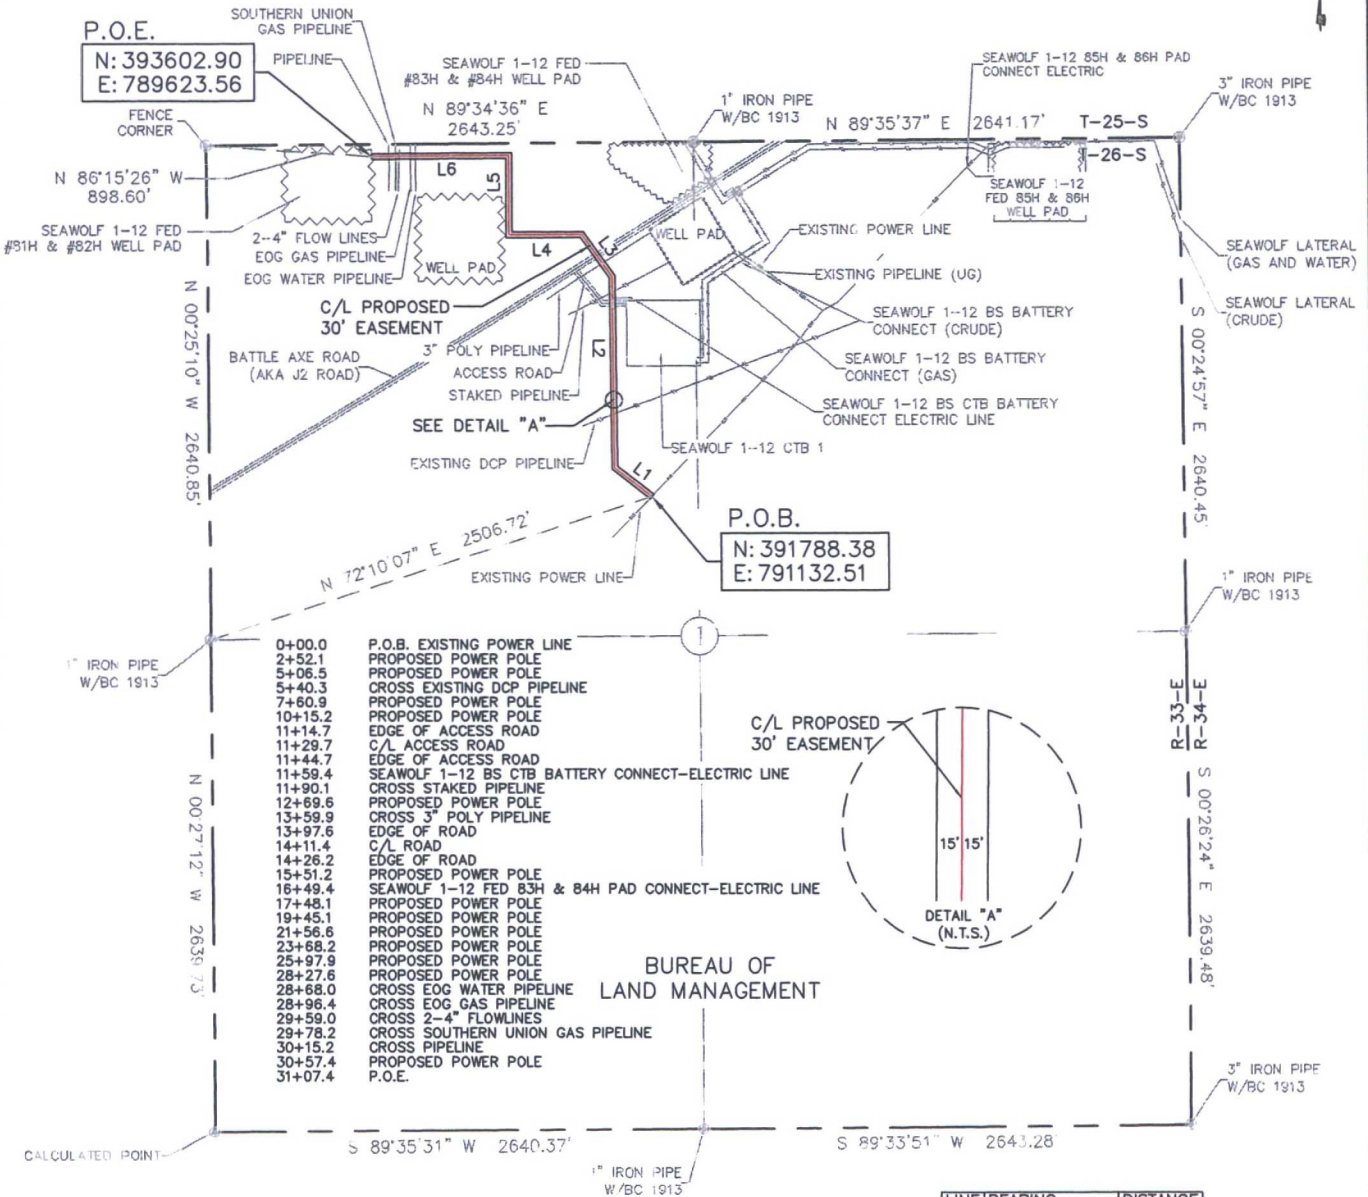 SOUTHERN UNION
GAS PIPELINE
P.O.E.
N: 393602.90
E: 789623.56
PIPELINE
SEAWOLF 1-12 FED
#83H & #84H WELL PAD
SEAWOLF 1-12 85H & 86H PAD
CONNECT ELECTRIC
3" IRON PIPE
W/BC 1913
1" IRON PIPE
W/BC 1913
FENCE
CORNER
N 89°34'36" E
2643.25'
N 89°35'37" E 2641.17'
T-25-S
T-26-S
N 86°15'26" W
898.60'
L6
L5
SEAWOLF 1-12
FED 85H & 86H
WELL PAD
SEAWOLF 1-12 FED
#81H & #82H WELL PAD
2--4" FLOW LINES
EOG GAS PIPELINE
EOG WATER PIPELINE
WELL PAD
L4
L3
WELL PAD
EXISTING POWER LINE
EXISTING PIPELINE (UG)
SEAWOLF LATERAL
(GAS AND WATER)
SEAWOLF LATERAL
(CRUDE)
C/L PROPOSED
30' EASEMENT
N 00°25'10" W 2640.85'
BATTLE AXE ROAD
(AKA J2 ROAD)
3" POLY PIPELINE
ACCESS ROAD
STAKED PIPELINE
L2
SEAWOLF 1--12 BS BATTERY
CONNECT (CRUDE)
SEAWOLF 1--12 BS BATTERY
CONNECT (GAS)
SEAWOLF 1--12 BS CTB BATTERY
CONNECT ELECTRIC LINE
S 00°24'57" E 2640.45'
SEE DETAIL "A"
EXISTING DCP PIPELINE
SEAWOLF 1--12 CTB 1
L1
P.O.B.
N: 391788.38
E: 791132.51
N 72°10'07" E 2506.72'
EXISTING POWER LINE
1" IRON PIPE
W/BC 1913
1" IRON PIPE
W/BC 1913
1
0+00.0 P.O.B. EXISTING POWER LINE
2+52.1 PROPOSED POWER POLE
5+06.5 PROPOSED POWER POLE
5+40.3 CROSS EXISTING DCP PIPELINE
7+60.9 PROPOSED POWER POLE
10+15.2 PROPOSED POWER POLE
11+14.7 EDGE OF ACCESS ROAD
11+29.7 C/L ACCESS ROAD
11+44.7 EDGE OF ACCESS ROAD
11+59.4 SEAWOLF 1-12 BS CTB BATTERY CONNECT-ELECTRIC LINE
11+90.1 CROSS STAKED PIPELINE
12+69.6 PROPOSED POWER POLE
13+59.9 CROSS 3" POLY PIPELINE
13+97.6 EDGE OF ROAD
14+11.4 C/L ROAD
14+26.2 EDGE OF ROAD
15+51.2 PROPOSED POWER POLE
16+49.4 SEAWOLF 1-12 FED 83H & 84H PAD CONNECT-ELECTRIC LINE
17+48.1 PROPOSED POWER POLE
19+45.1 PROPOSED POWER POLE
21+56.6 PROPOSED POWER POLE
23+68.2 PROPOSED POWER POLE
25+97.9 PROPOSED POWER POLE
28+27.6 PROPOSED POWER POLE
28+68.0 CROSS EOG WATER PIPELINE
28+96.4 CROSS EOG GAS PIPELINE
29+59.0 CROSS 2-4" FLOWLINES
29+78.2 CROSS SOUTHERN UNION GAS PIPELINE
30+15.2 CROSS PIPELINE
30+57.4 PROPOSED POWER POLE
31+07.4 P.O.E.
C/L PROPOSED
30' EASEMENT
15' 15'
DETAIL "A"
(N.T.S.)
R-33-E
R-34-E
N 00°27'12" W 2639.73'
S 00°26'24" E 2639.48'
BUREAU OF
LAND MANAGEMENT
3" IRON PIPE
W/BC 1913
CALCULATED POINT
S 89°35'31" W 2640.37'
S 89°33'51" W 2643.28'
1" IRON PIPE
W/BC 1913
LINE BEARING DISTANCE